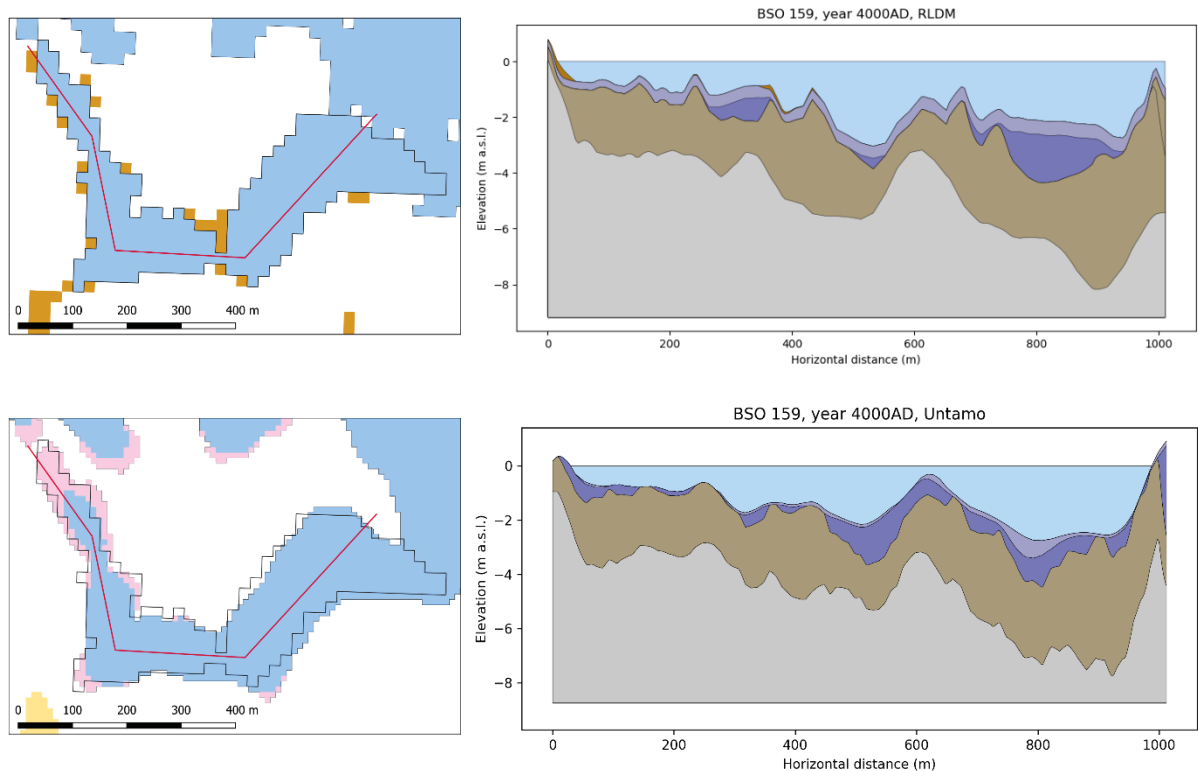 BSO 159, year 4000AD, RLDM
0 100 200 300 400 m
Elevation (m a.s.l.)
0
−2
−4
−6
−8
0 200 400 600 800 1000
Horizontal distance (m)
BSO 159, year 4000AD, Untamo
0 100 200 300 400 m
Elevation (m a.s.l.)
0
−2
−4
−6
−8
0 200 400 600 800 1000
Horizontal distance (m)